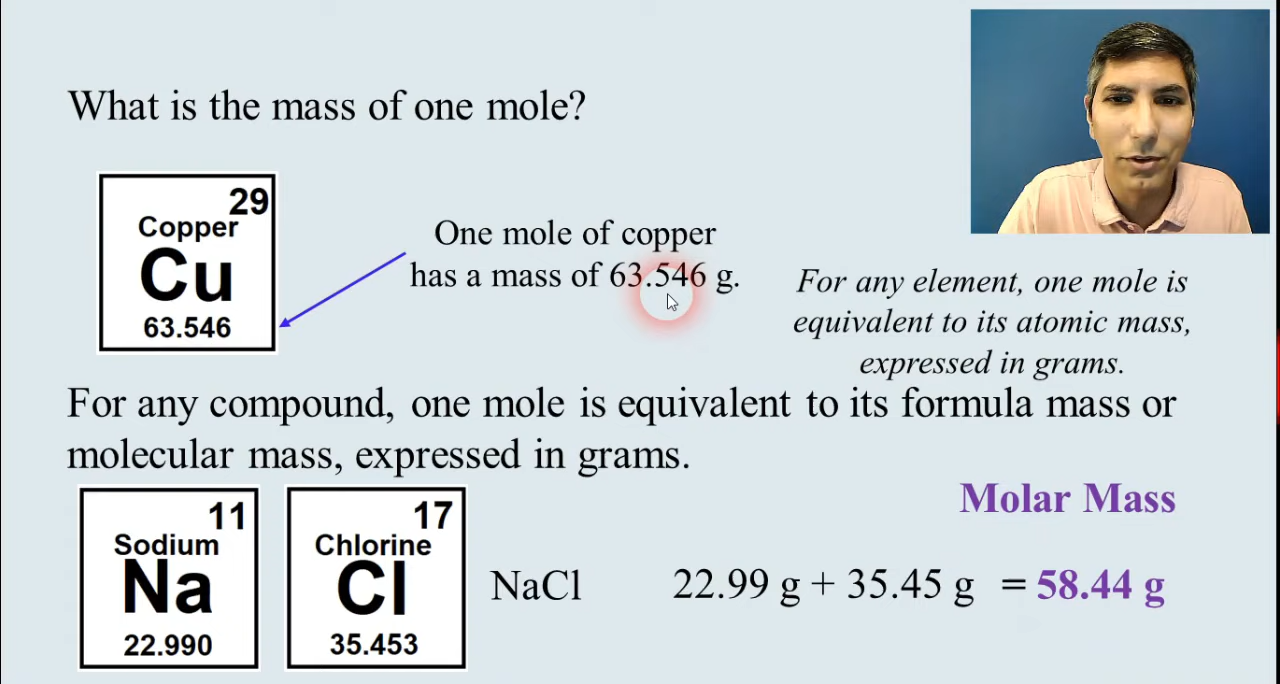 What is the mass of one mole?
29
Copper
Cu
63.546
One mole of copper
has a mass of 63.546 g.
For any element, one mole is
equivalent to its atomic mass,
expressed in grams.
For any compound, one mole is equivalent to its formula mass or
molecular mass, expressed in grams.
11
Sodium
Na
22.990
17
Chlorine
Cl
35.453
Molar Mass
NaCl 22.99 g + 35.45 g = 58.44 g